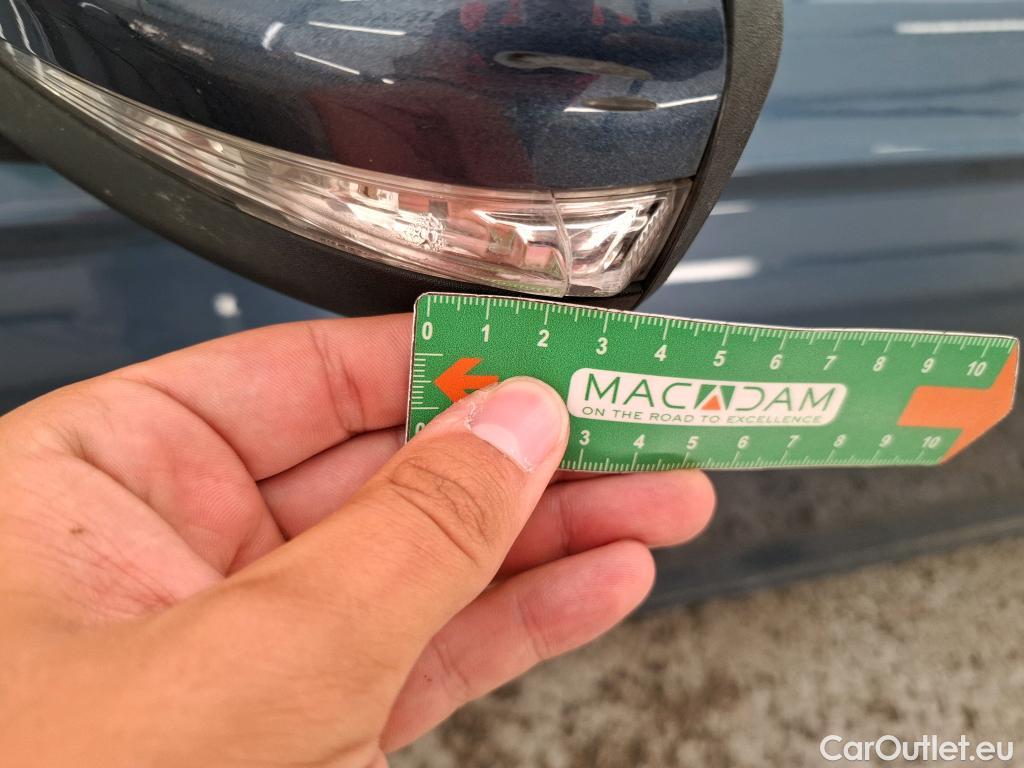 0 1 2 3 4 5 6 7 8 9 10
MACADAM
ON THE ROAD TO EXCELLENCE
0 3 4 5 6 7 8 9 10
CarOutlet.eu